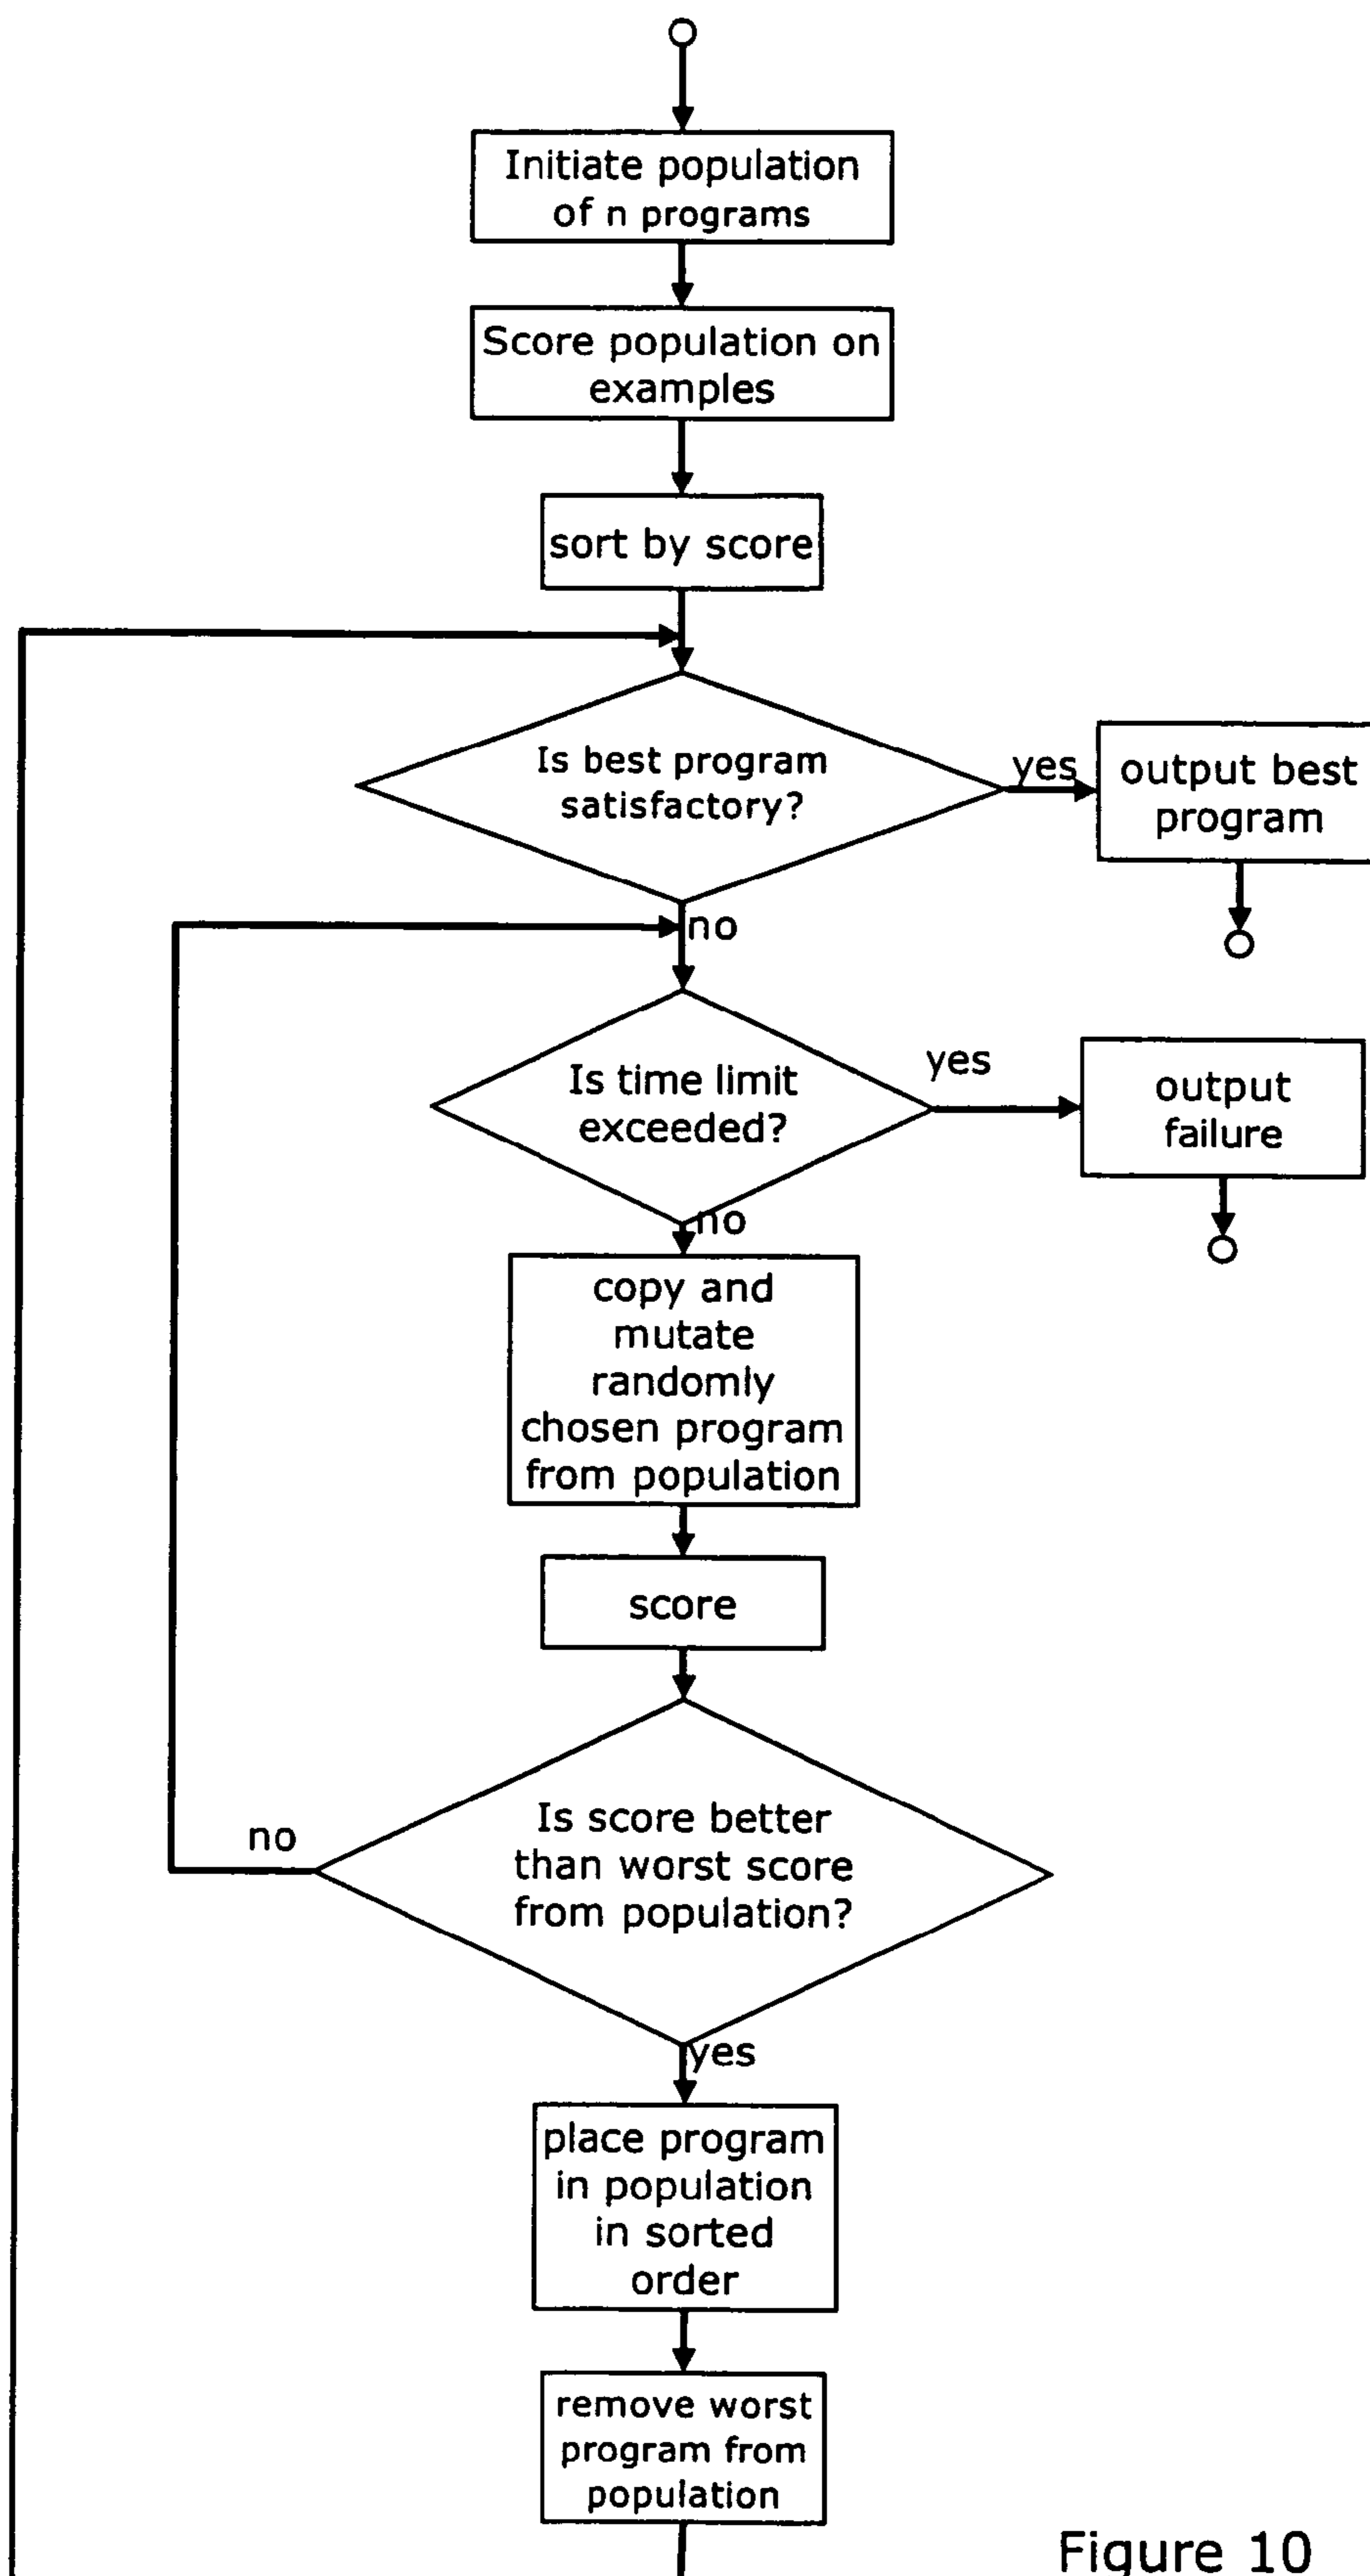 Initiate population
of n programs
Score population on
examples
sort by score
Is best program
satisfactory?
yes
output best
program
no
Is time limit
exceeded?
yes
output
failure
no
copy and
mutate
randomly
chosen program
from population
score
Is score better
than worst score
from population?
no
yes
place program
in population
in sorted
order
remove worst
program from
population
Figure 10